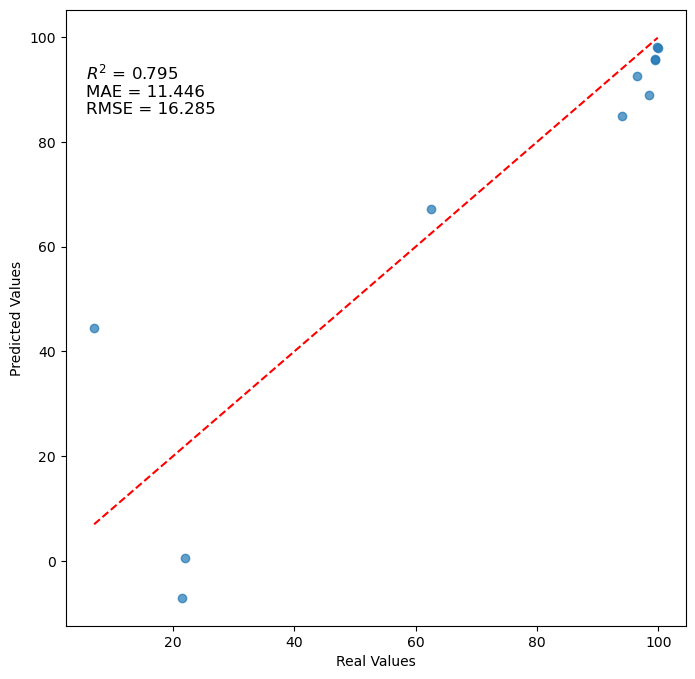 100
80
60
40
20
0
Predicted Values
R² = 0.795
MAE = 11.446
RMSE = 16.285
20
40
60
80
100
Real Values